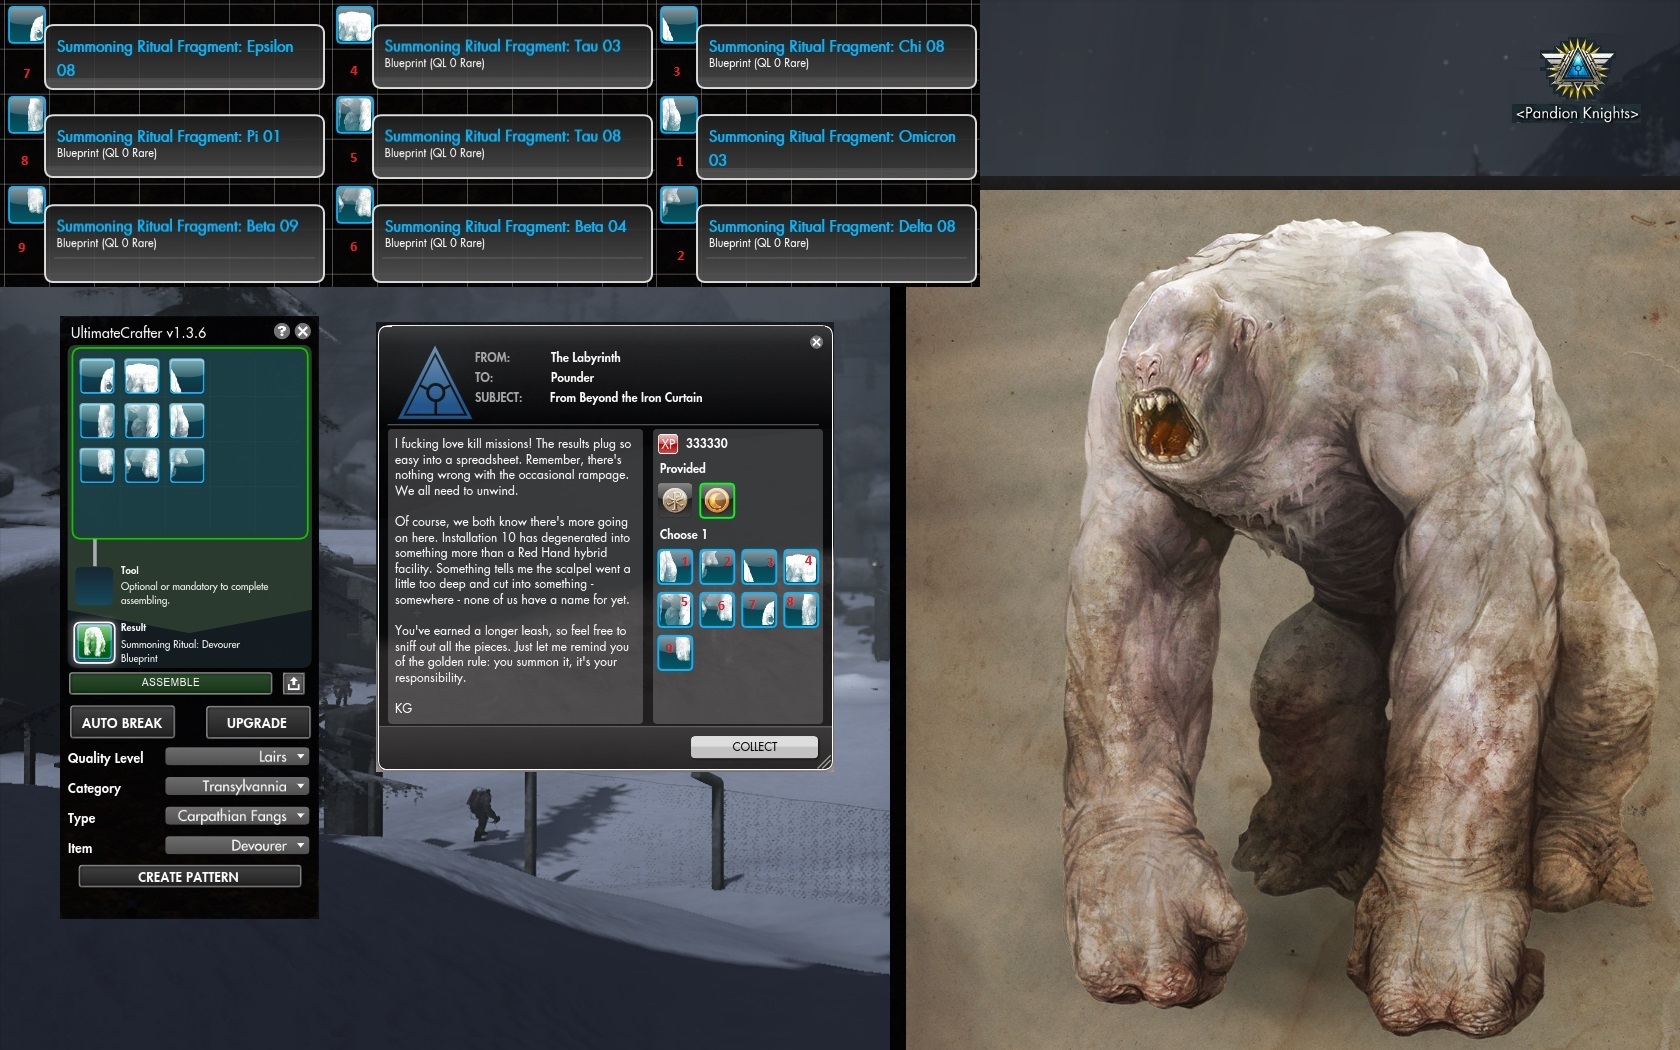 Summoning Ritual Fragment: Epsilon
08
7
Summoning Ritual Fragment: Tau 03
Blueprint (QL 0 Rare)
4
Summoning Ritual Fragment: Chi 08
Blueprint (QL 0 Rare)
3
Summoning Ritual Fragment: Pi 01
Blueprint (QL 0 Rare)
8
Summoning Ritual Fragment: Tau 08
Blueprint (QL 0 Rare)
5
Summoning Ritual Fragment: Omicron
03
1
Summoning Ritual Fragment: Beta 09
Blueprint (QL 0 Rare)
9
Summoning Ritual Fragment: Beta 04
Blueprint (QL 0 Rare)
6
Summoning Ritual Fragment: Delta 08
Blueprint (QL 0 Rare)
2
<Pandion Knights>
UltimateCrafter v1.3.6
?
Tool
Optional or mandatory to complete
assembling.
Result
Summoning Ritual: Devourer
Blueprint
ASSEMBLE
AUTO BREAK
UPGRADE
Quality Level
Lairs
Category
Transylvannia
Type
Carpathian Fangs
Item
Devourer
CREATE PATTERN
FROM: The Labyrinth
TO: Pounder
SUBJECT: From Beyond the Iron Curtain
I fucking love kill missions! The results plug so
easy into a spreadsheet. Remember, there's
nothing wrong with the occasional rampage.
We all need to unwind.
Of course, we both know there's more going
on here. Installation 10 has degenerated into
something more than a Red Hand hybrid
facility. Something tells me the scalpel went a
little too deep and cut into something -
somewhere - none of us have a name for yet.
You've earned a longer leash, so feel free to
sniff out all the pieces. Just let me remind you
of the golden rule: you summon it, it's your
responsibility.
KG
XP 333330
Provided
Choose 1
1 2 3 4
5 6 7 8
9
COLLECT